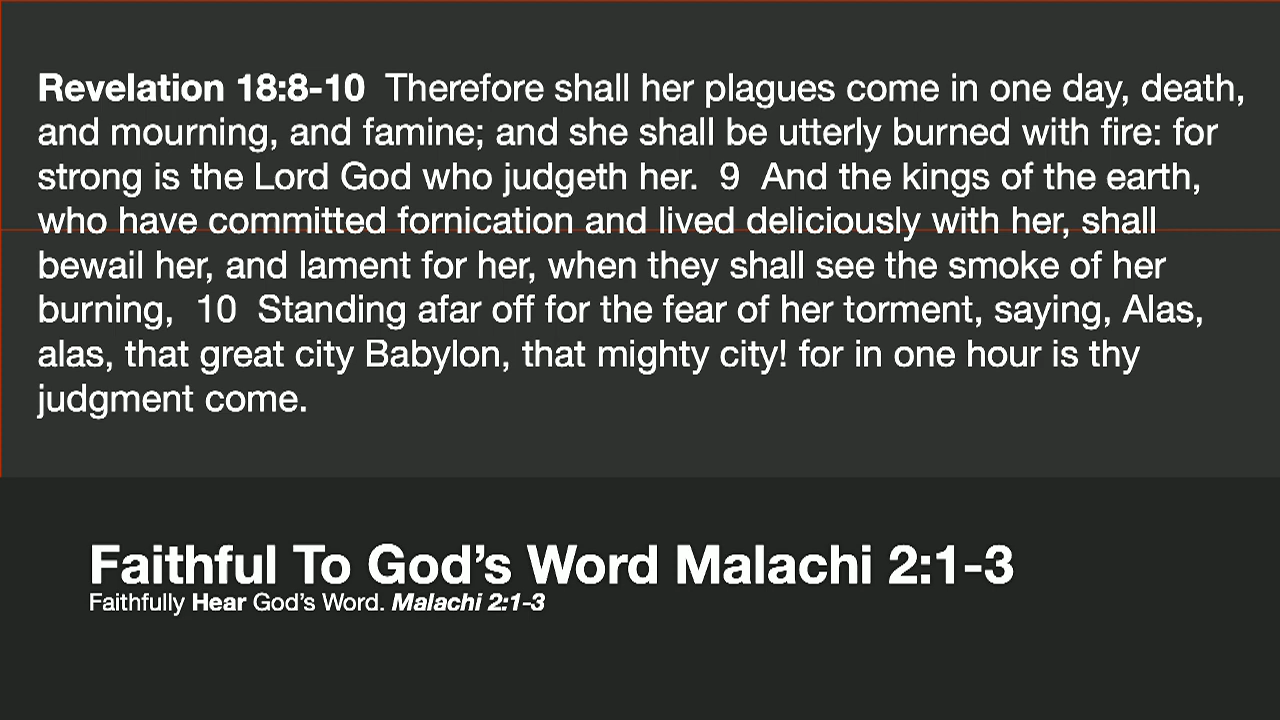 Revelation 18:8-10  Therefore shall her plagues come in one day, death,
and mourning, and famine; and she shall be utterly burned with fire: for
strong is the Lord God who judgeth her.  9  And the kings of the earth,
who have committed fornication and lived deliciously with her, shall
bewail her, and lament for her, when they shall see the smoke of her
burning,  10  Standing afar off for the fear of her torment, saying, Alas,
alas, that great city Babylon, that mighty city! for in one hour is thy
judgment come.
Faithful To God’s Word Malachi 2:1-3
Faithfully Hear God’s Word. Malachi 2:1-3